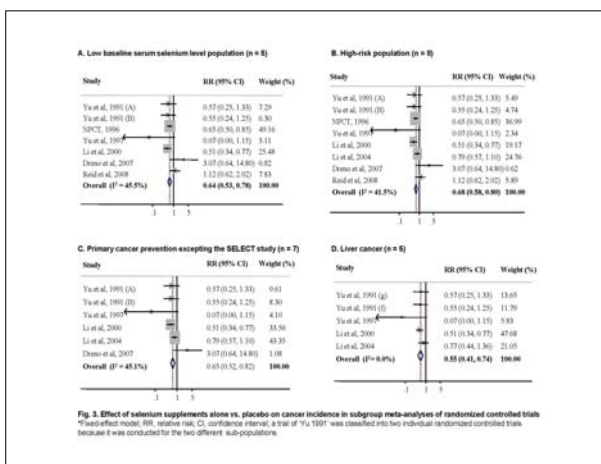 A. Low baseline serum selenium level population (n = 5)
Study RR (95% CI) Weight (%)
Yu et al, 1991 (A) 0.57 (0.25, 1.33) 7.29
Yu et al, 1991 (B) 0.55 (0.24, 1.25) 6.30
NPCT, 1996 0.65 (0.50, 0.85) 49.16
Yu et al, 1997 0.07 (0.00, 1.15) 3.11
Li et al, 2000 0.51 (0.34, 0.77) 25.48
Dreno et al, 2007 3.07 (0.64, 14.80) 0.82
Reid et al, 2008 1.12 (0.62, 2.02) 7.83
Overall (I² = 45.5%) 0.64 (0.53, 0.78) 100.00
.1 1 5
B. High-risk population (n = 8)
Study RR (95% CI) Weight (%)
Yu et al, 1991 (A) 0.57 (0.25, 1.33) 5.49
Yu et al, 1991 (B) 0.55 (0.24, 1.25) 4.74
NPCT, 1996 0.65 (0.50, 0.85) 36.99
Yu et al, 1997 0.07 (0.00, 1.15) 2.34
Li et al, 2000 0.51 (0.34, 0.77) 19.17
Li et al, 2004 0.79 (0.57, 1.10) 24.76
Dreno et al, 2007 3.07 (0.64, 14.80) 0.62
Reid et al, 2008 1.12 (0.62, 2.02) 5.89
Overall (I² = 41.5%) 0.68 (0.58, 0.80) 100.00
.1 1 5
C. Primary cancer prevention excepting the SELECT study (n = 7)
Study RR (95% CI) Weight (%)
Yu et al, 1991 (A) 0.57 (0.25, 1.33) 9.61
Yu et al, 1991 (B) 0.55 (0.24, 1.25) 8.30
Yu et al, 1997 0.07 (0.00, 1.15) 4.10
Li et al, 2000 0.51 (0.34, 0.77) 33.56
Li et al, 2004 0.79 (0.57, 1.10) 43.35
Dreno et al, 2007 3.07 (0.64, 14.80) 1.08
Overall (I² = 45.1%) 0.65 (0.52, 0.82) 100.00
.1 1 5
D. Liver cancer (n = 5)
Study RR (95% CI) Weight (%)
Yu et al, 1991 (g) 0.57 (0.25, 1.33) 13.65
Yu et al, 1991 (f) 0.55 (0.24, 1.25) 11.79
Yu et al, 1997 0.07 (0.00, 1.15) 5.83
Li et al, 2000 0.51 (0.34, 0.77) 47.68
Li et al, 2004 0.77 (0.44, 1.36) 21.05
Overall (I² = 0.0%) 0.55 (0.41, 0.74) 100.00
.1 1 5
Fig. 3. Effect of selenium supplements alone vs. placebo on cancer incidence in subgroup meta-analyses of randomized controlled trials
*Fixed-effect model; RR, relative risk; CI, confidence interval; a trial of 'Yu 1991' was classified into two individual randomized controlled trials
because it was conducted for the two different sub-populations.